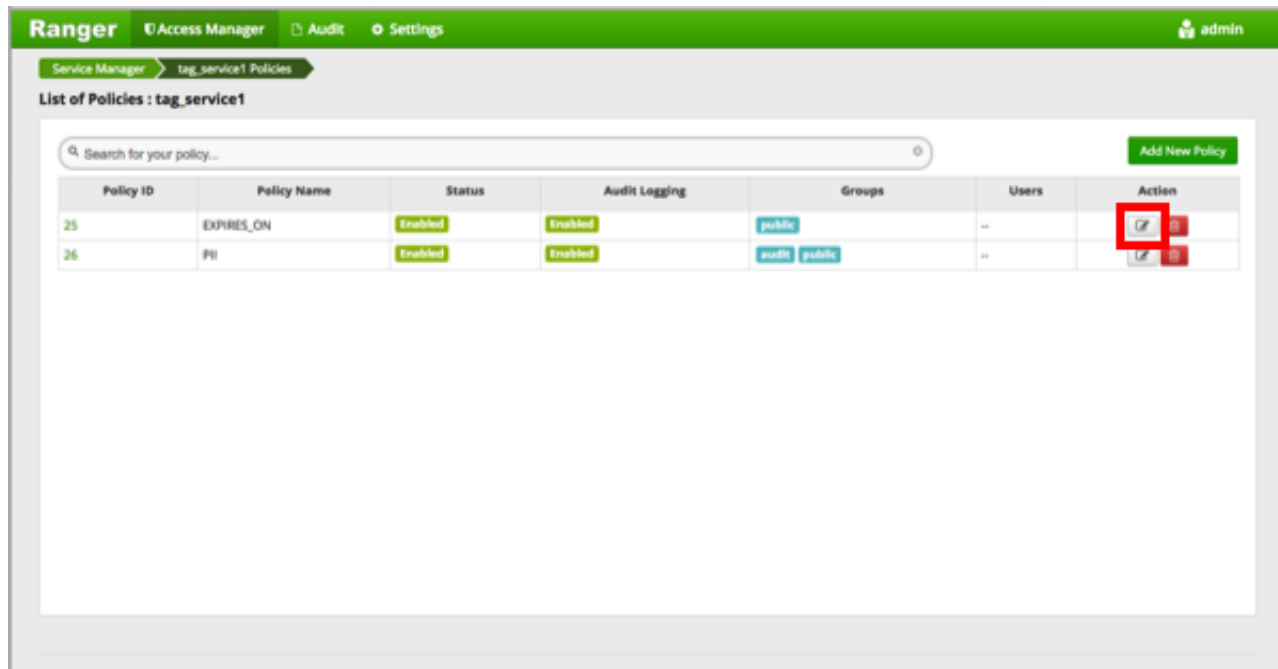 Ranger Access Manager Audit Settings admin
Service Manager tag_service1 Policies
List of Policies : tag_service1
Search for your policy... Add New Policy
Policy ID Policy Name Status Audit Logging Groups Users Action
25 EXPIRES_ON Enabled Enabled public --
26 PII Enabled Enabled audit public --